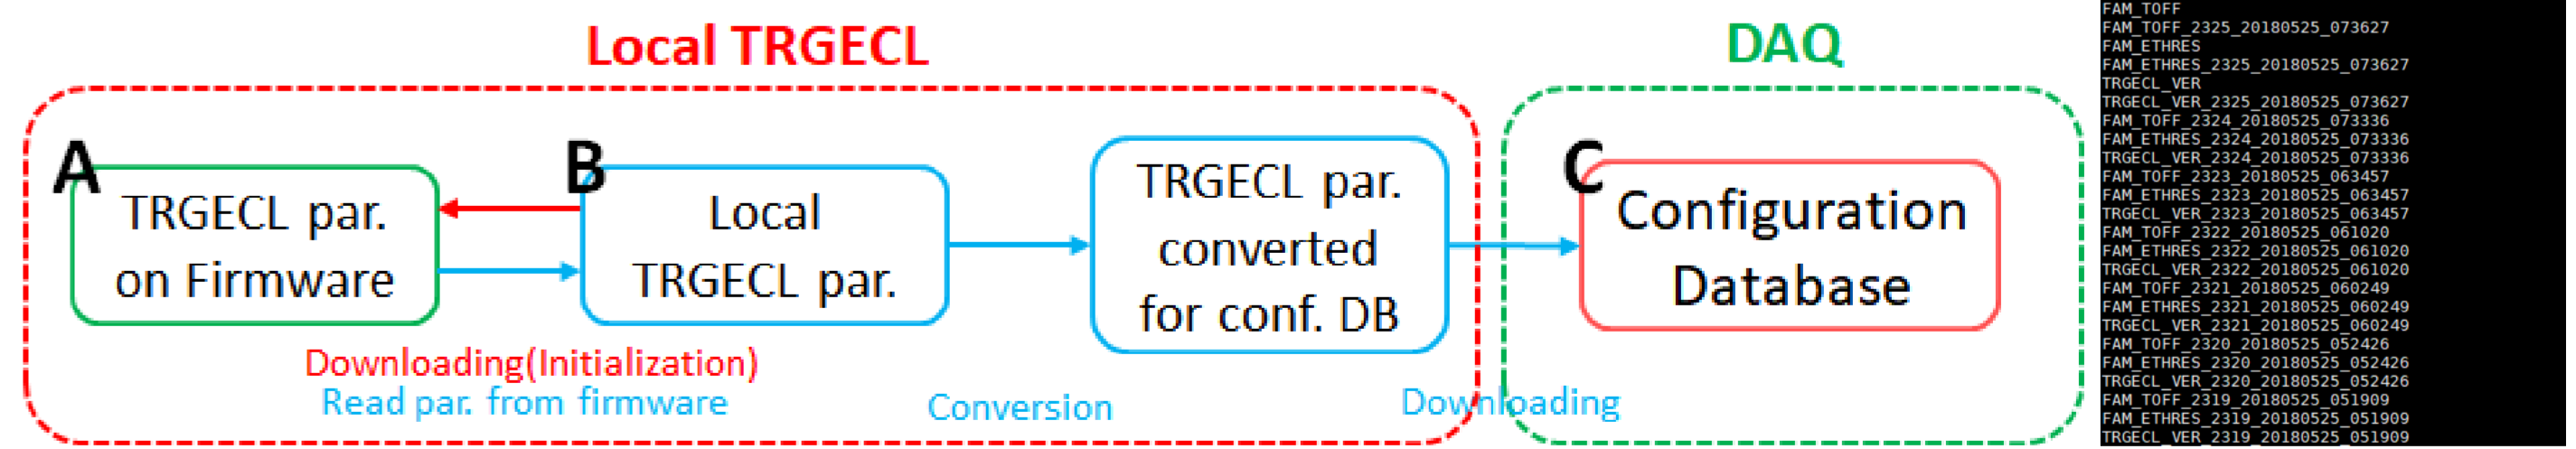 Local TRGECL
DAQ
A
TRGECL par.
on Firmware
B
Local
TRGECL par.
TRGECL par.
converted
for conf. DB
C
Configuration
Database
Downloading(Initialization)
Read par. from firmware
Conversion
Downloading
FAM_TOFF
FAM_TOFF_2325_20180525_073627
FAM_ETHRES
FAM_ETHRES_2325_20180525_073627
TRGECL_VER
TRGECL_VER_2325_20180525_073627
FAM_TOFF_2324_20180525_073336
FAM_ETHRES_2324_20180525_073336
TRGECL_VER_2324_20180525_073336
FAM_TOFF_2323_20180525_063457
FAM_ETHRES_2323_20180525_063457
TRGECL_VER_2323_20180525_063457
FAM_TOFF_2322_20180525_061020
FAM_ETHRES_2322_20180525_061020
TRGECL_VER_2322_20180525_061020
FAM_TOFF_2321_20180525_060249
FAM_ETHRES_2321_20180525_060249
TRGECL_VER_2321_20180525_060249
FAM_TOFF_2320_20180525_052426
FAM_ETHRES_2320_20180525_052426
TRGECL_VER_2320_20180525_052426
FAM_TOFF_2319_20180525_051909
FAM_ETHRES_2319_20180525_051909
TRGECL_VER_2319_20180525_051909